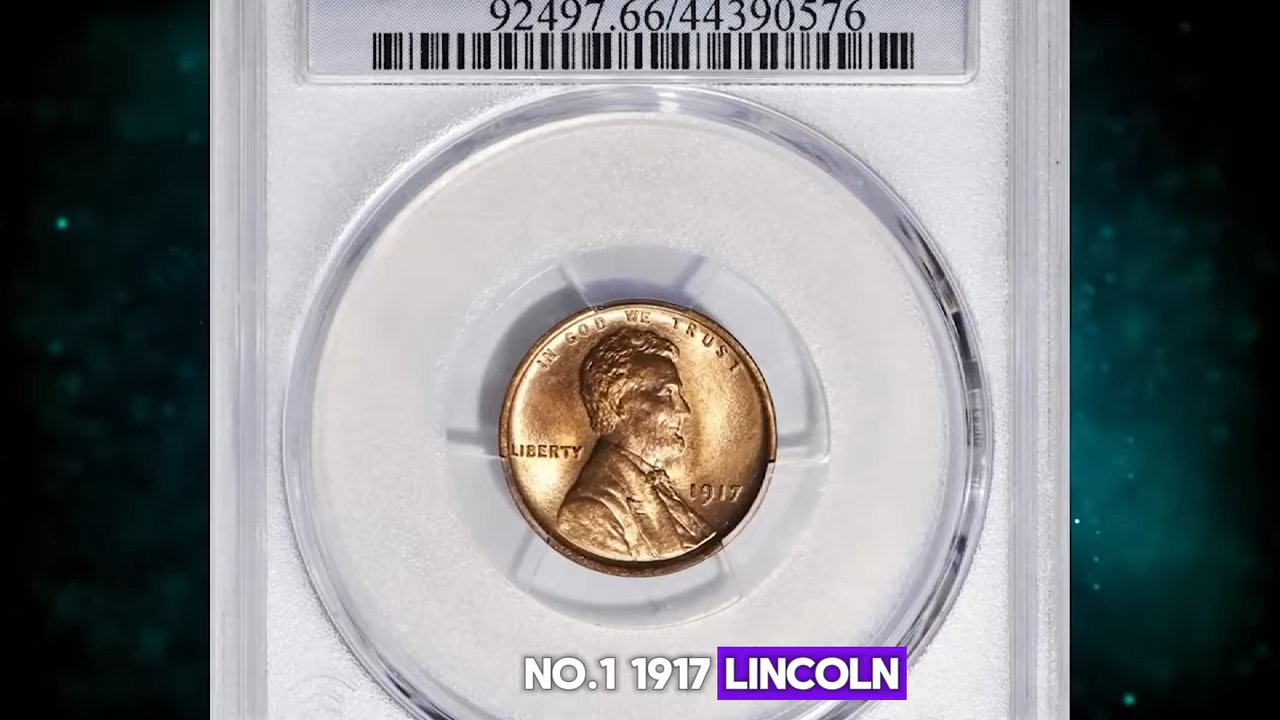 92497.66/44390576
IN GOD WE TRUST
LIBERTY
1917
NO.1 1917 LINCOLN